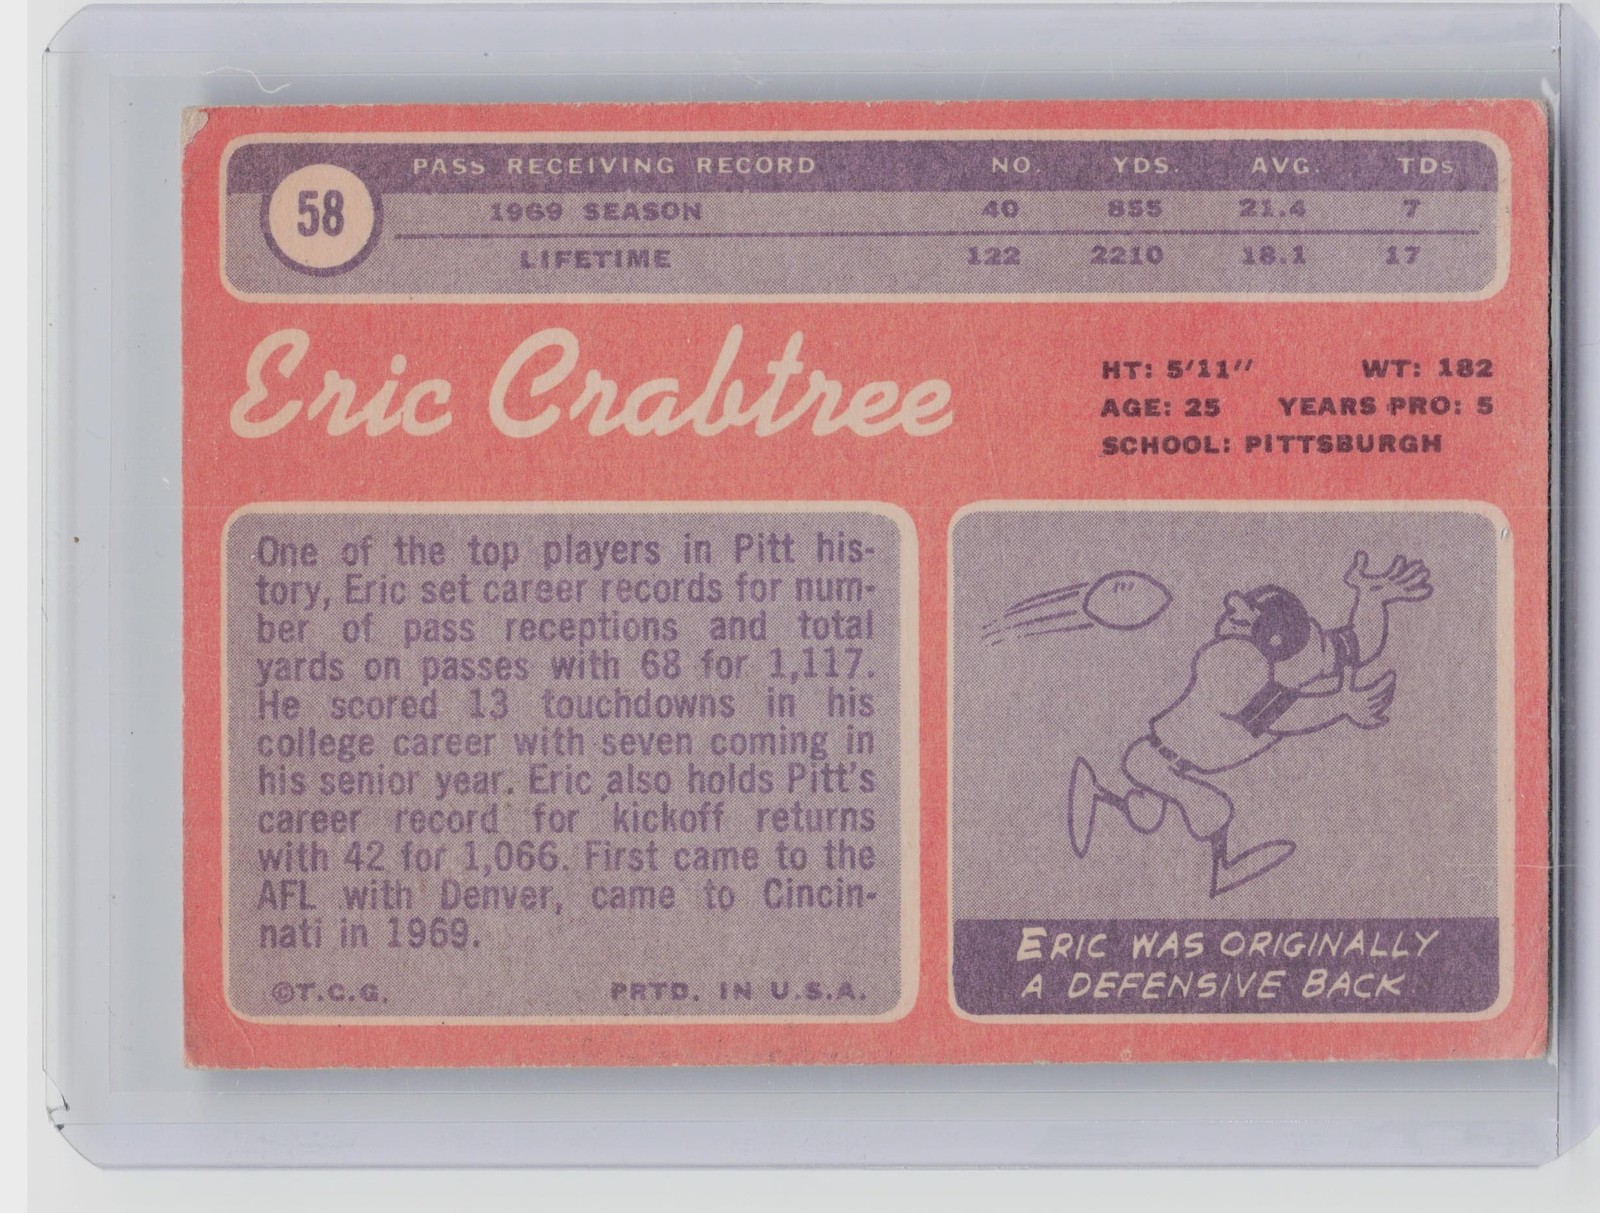 58
PASS RECEIVING RECORD NO. YDS. AVG. TDs
1969 SEASON 40 855 21.4 7
LIFETIME 122 2210 18.1 17
Eric Crabtree
HT: 5'11" WT: 182
AGE: 25 YEARS PRO: 5
SCHOOL: PITTSBURGH
One of the top players in Pitt his-
tory, Eric set career records for num-
ber of pass receptions and total
yards on passes with 68 for 1,117.
He scored 13 touchdowns in his
college career with seven coming in
his senior year. Eric also holds Pitt's
career record for kickoff returns
with 42 for 1,066. First came to the
AFL with Denver, came to Cincin-
nati in 1969.
©T.C.G. PRTD. IN U.S.A.
ERIC WAS ORIGINALLY
A DEFENSIVE BACK